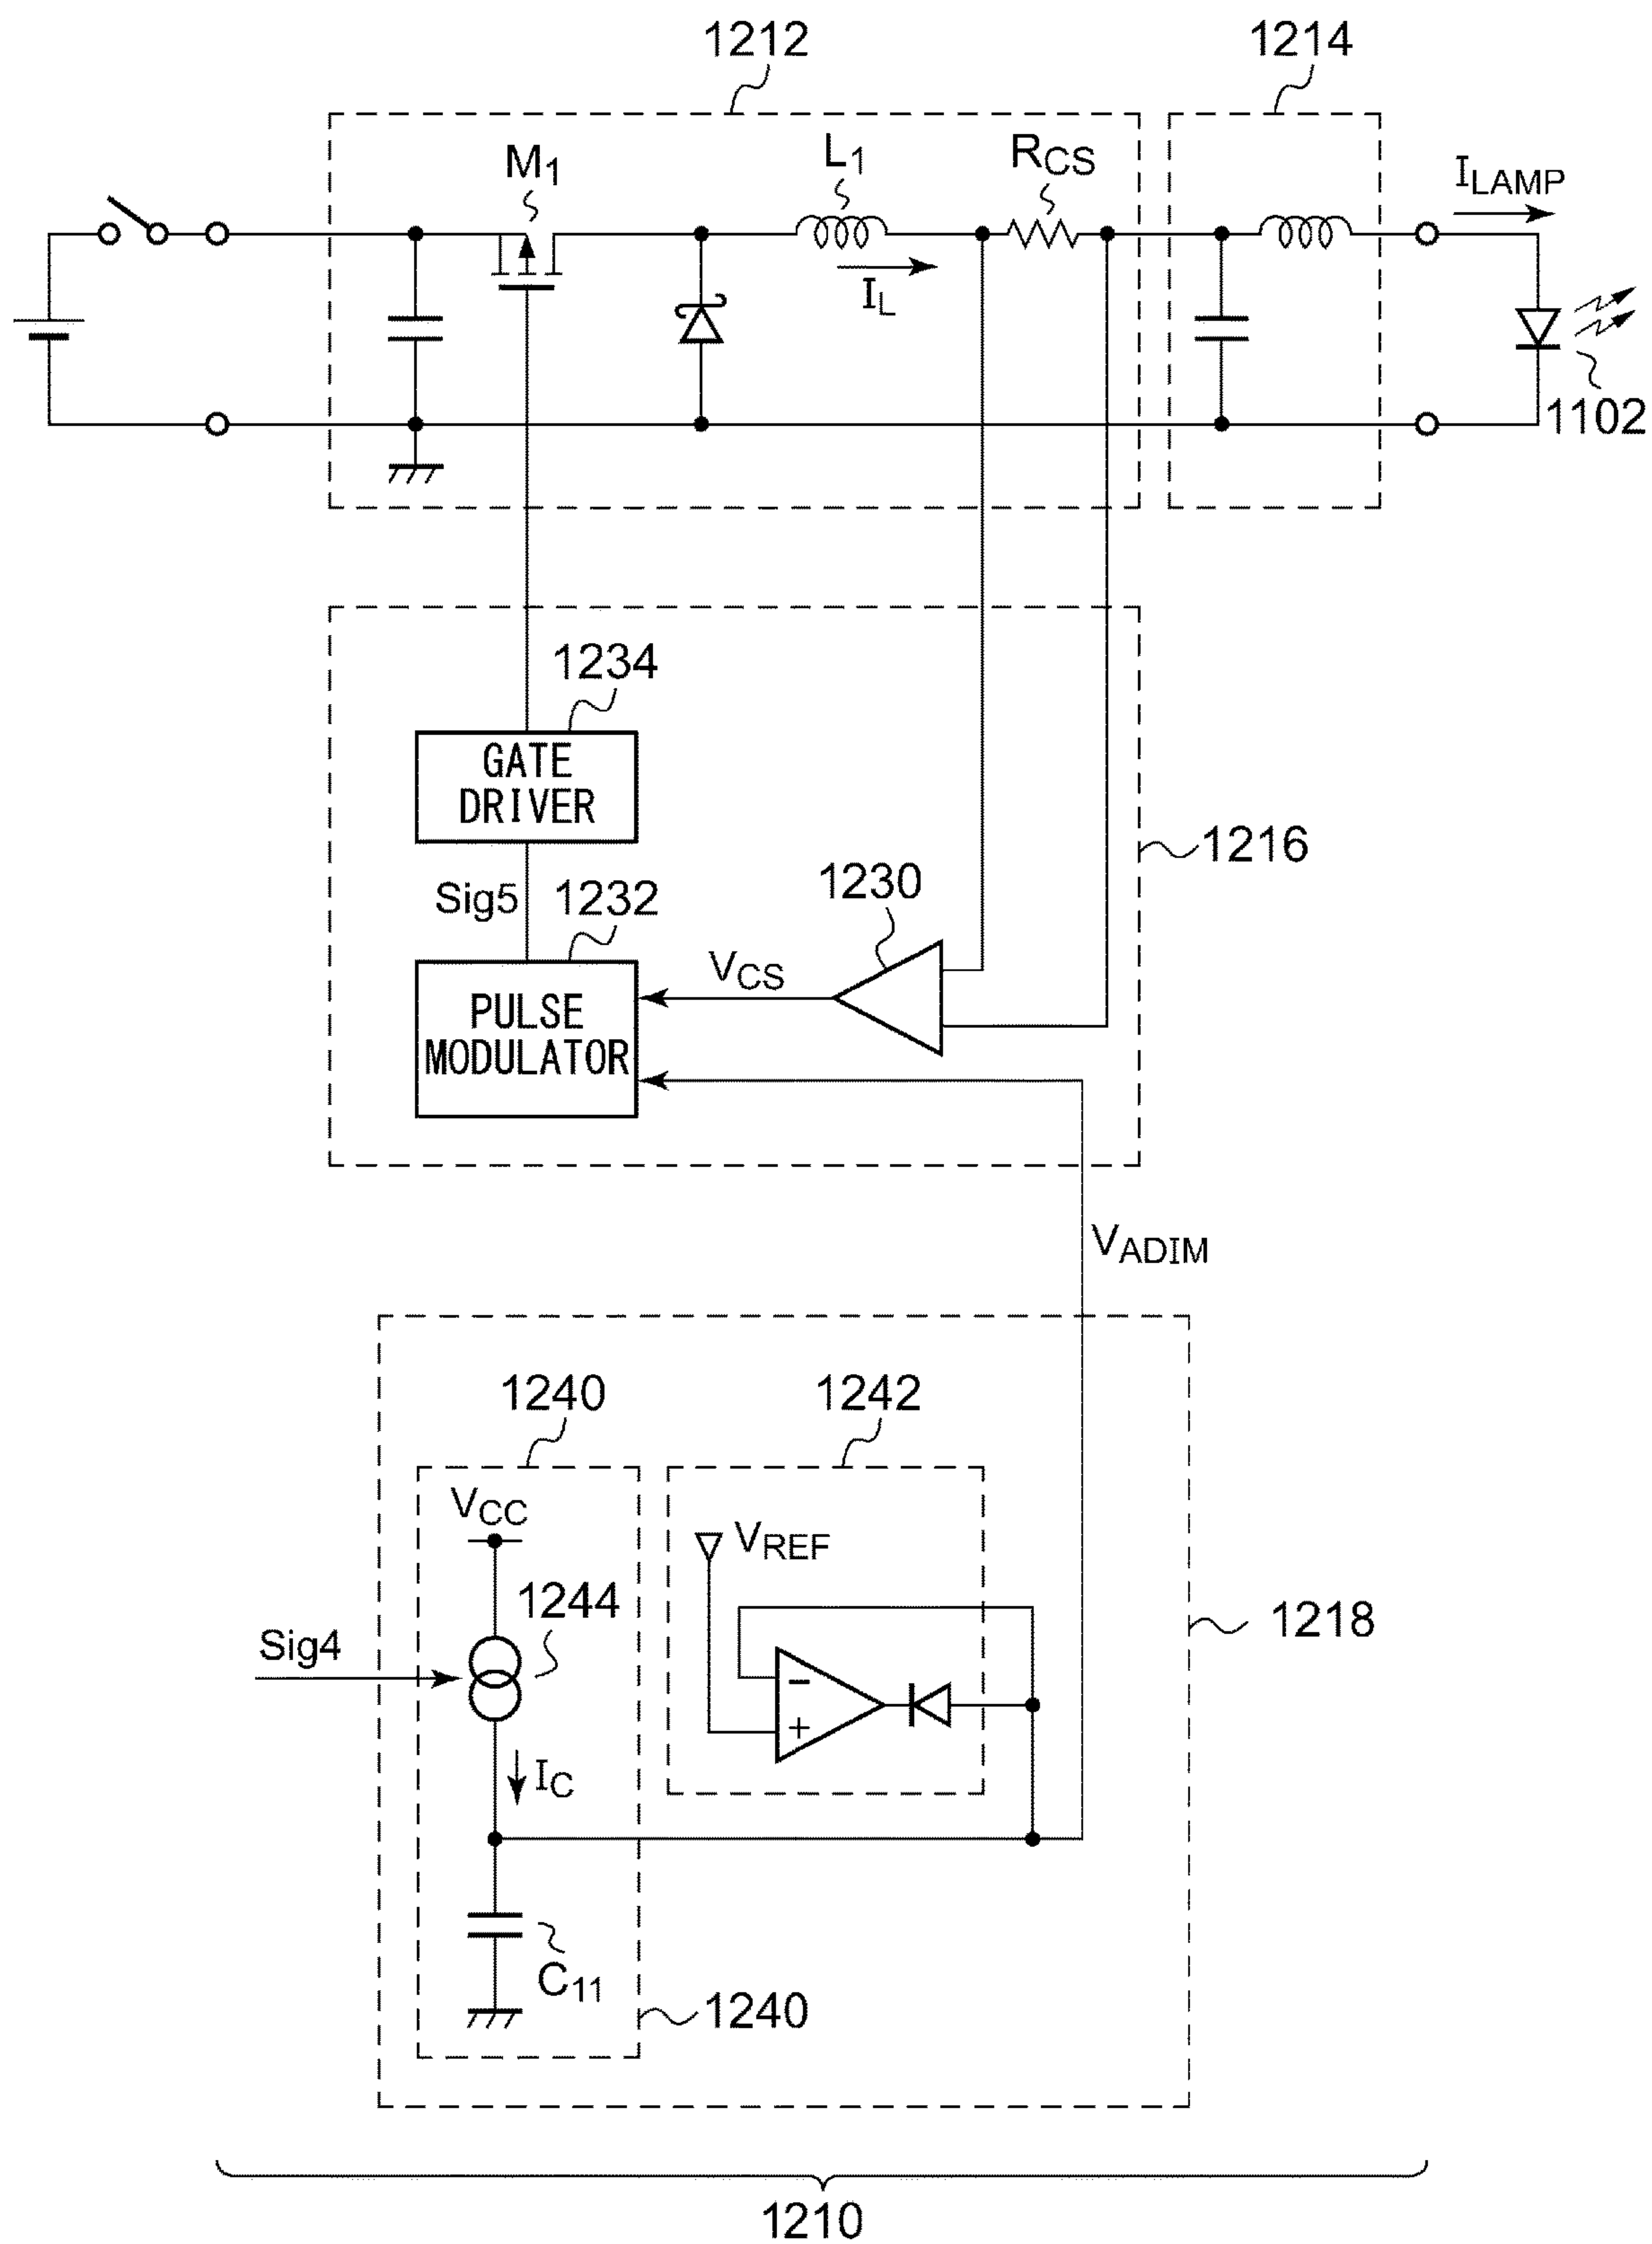 1212
1214
M1
L1
RCS
ILAMP
IL
1102
1234
GATE
DRIVER
1216
Sig5
1232
1230
VCS
PULSE
MODULATOR
VADIM
1240
1242
VCC
VREF
1244
Sig4
1218
−
+
IC
C11
1240
1210